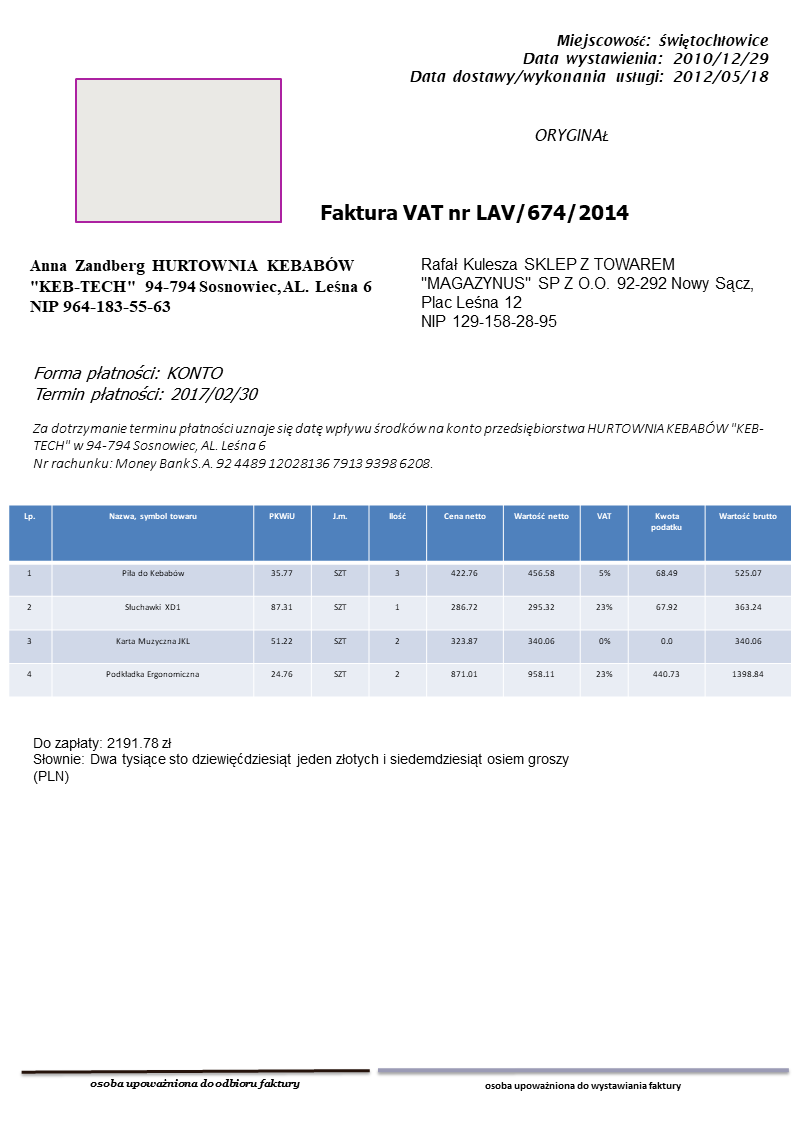 Miejscowość: świętochłowice
Data wystawienia: 2010/12/29
Data dostawy/wykonania usługi: 2012/05/18
ORYGINAŁ
Faktura VAT nr LAV/674/2014
Anna Zandberg HURTOWNIA KEBABÓW
"KEB-TECH" 94-794 Sosnowiec, AL. Leśna 6
NIP 964-183-55-63
Rafał Kulesza SKLEP Z TOWAREM
"MAGAZYNUS" SP Z O.O. 92-292 Nowy Sącz,
Plac Leśna 12
NIP 129-158-28-95
Forma płatności: KONTO
Termin płatności: 2017/02/30
Za dotrzymanie terminu płatności uznaje się datę wpływu środków na konto przedsiębiorstwa HURTOWNIA KEBABÓW "KEB-
TECH" w 94-794 Sosnowiec, AL. Leśna 6
Nr rachunku: Money Bank S.A. 92 4489 1202 8136 7913 9398 6208.
Lp. Nazwa, symbol towaru PKWiU J.m. Ilość Cena netto Wartość netto VAT Kwota podatku Wartość brutto
1 Piła do Kebabów 35.77 SZT 3 422.76 456.58 5% 68.49 525.07
2 Słuchawki XD1 87.31 SZT 1 286.72 295.32 23% 67.92 363.24
3 Karta Muzyczna JKL 51.22 SZT 2 323.87 340.06 0% 0.0 340.06
4 Podkładka Ergonomiczna 24.76 SZT 2 871.01 958.11 23% 440.73 1398.84
Do zapłaty: 2191.78 zł
Słownie: Dwa tysiące sto dziewięćdziesiąt jeden złotych i siedemdziesiąt osiem groszy
(PLN)
osoba upoważniona do odbioru faktury
osoba upoważniona do wystawiania faktury